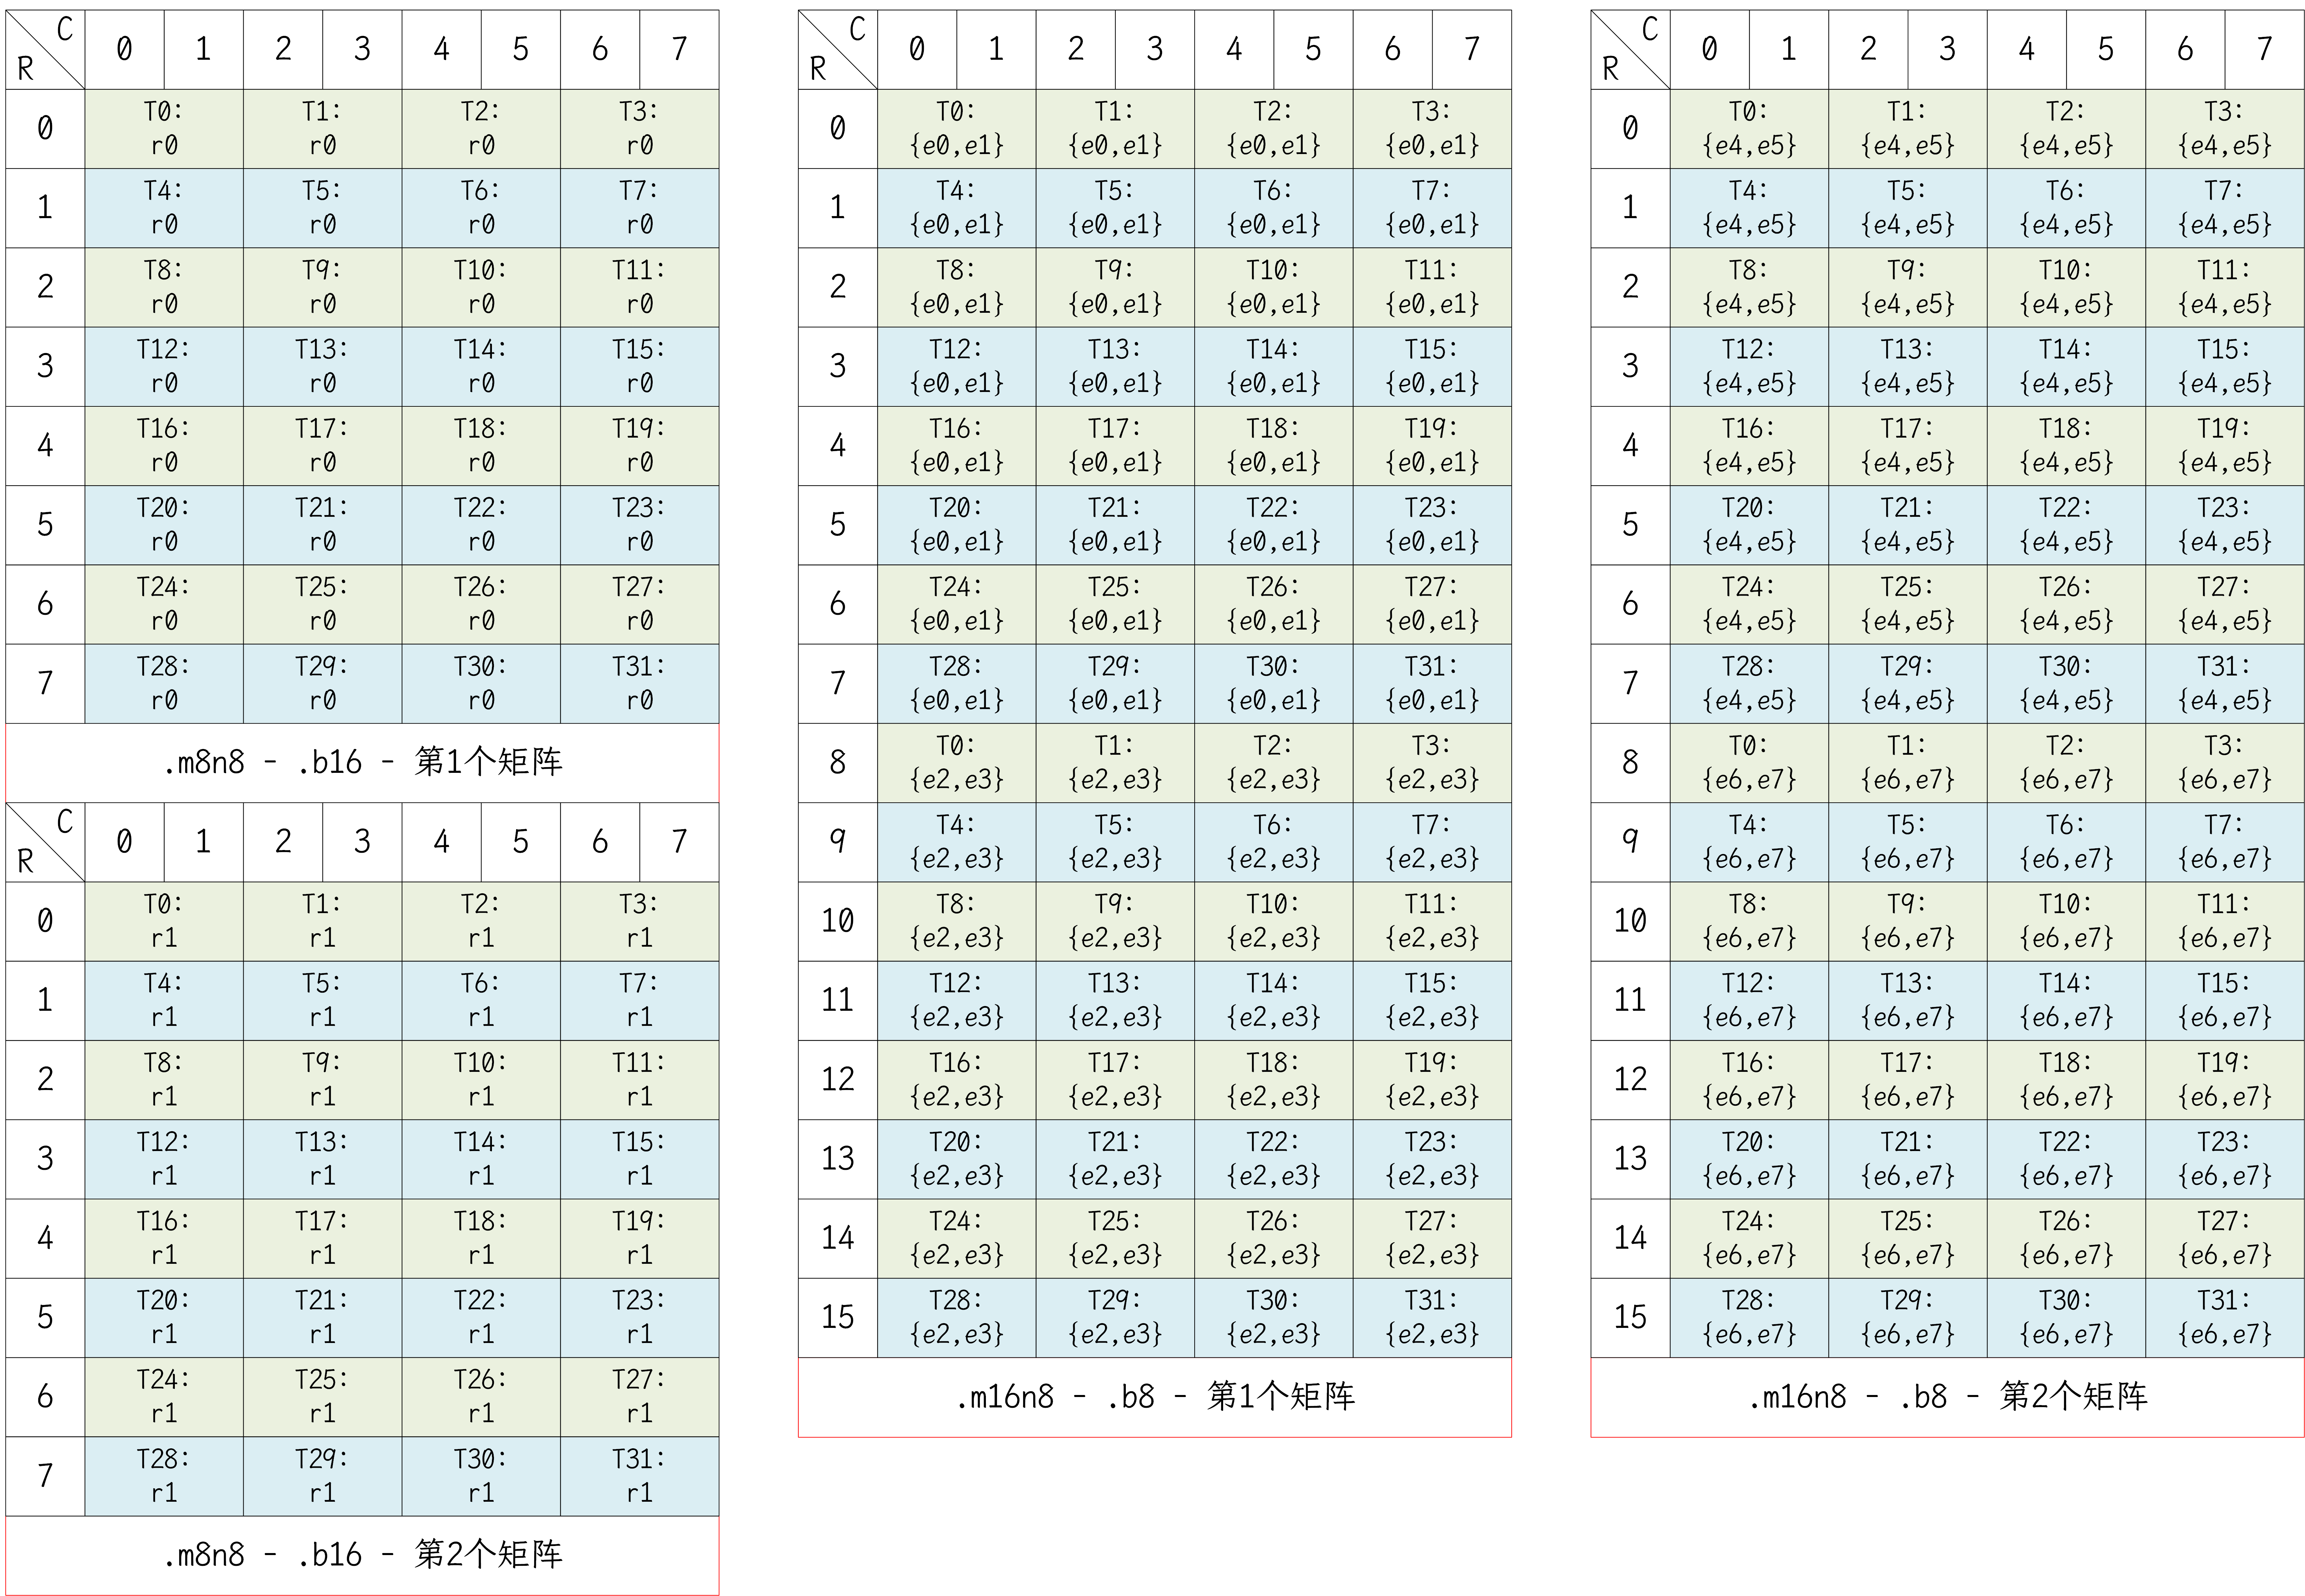 C
R
0 1 2 3 4 5 6 7
0 T0: T1: T2: T3:
r0 r0 r0 r0
1 T4: T5: T6: T7:
r0 r0 r0 r0
2 T8: T9: T10: T11:
r0 r0 r0 r0
3 T12: T13: T14: T15:
r0 r0 r0 r0
4 T16: T17: T18: T19:
r0 r0 r0 r0
5 T20: T21: T22: T23:
r0 r0 r0 r0
6 T24: T25: T26: T27:
r0 r0 r0 r0
7 T28: T29: T30: T31:
r0 r0 r0 r0
.m8n8 - .b16 - 第1个矩阵
C
R
0 1 2 3 4 5 6 7
0 T0: T1: T2: T3:
r1 r1 r1 r1
1 T4: T5: T6: T7:
r1 r1 r1 r1
2 T8: T9: T10: T11:
r1 r1 r1 r1
3 T12: T13: T14: T15:
r1 r1 r1 r1
4 T16: T17: T18: T19:
r1 r1 r1 r1
5 T20: T21: T22: T23:
r1 r1 r1 r1
6 T24: T25: T26: T27:
r1 r1 r1 r1
7 T28: T29: T30: T31:
r1 r1 r1 r1
.m8n8 - .b16 - 第2个矩阵
C
R
0 1 2 3 4 5 6 7
0 T0: T1: T2: T3:
{e0,e1} {e0,e1} {e0,e1} {e0,e1}
1 T4: T5: T6: T7:
{e0,e1} {e0,e1} {e0,e1} {e0,e1}
2 T8: T9: T10: T11:
{e0,e1} {e0,e1} {e0,e1} {e0,e1}
3 T12: T13: T14: T15:
{e0,e1} {e0,e1} {e0,e1} {e0,e1}
4 T16: T17: T18: T19:
{e0,e1} {e0,e1} {e0,e1} {e0,e1}
5 T20: T21: T22: T23:
{e0,e1} {e0,e1} {e0,e1} {e0,e1}
6 T24: T25: T26: T27:
{e0,e1} {e0,e1} {e0,e1} {e0,e1}
7 T28: T29: T30: T31:
{e0,e1} {e0,e1} {e0,e1} {e0,e1}
8 T0: T1: T2: T3:
{e2,e3} {e2,e3} {e2,e3} {e2,e3}
9 T4: T5: T6: T7:
{e2,e3} {e2,e3} {e2,e3} {e2,e3}
10 T8: T9: T10: T11:
{e2,e3} {e2,e3} {e2,e3} {e2,e3}
11 T12: T13: T14: T15:
{e2,e3} {e2,e3} {e2,e3} {e2,e3}
12 T16: T17: T18: T19:
{e2,e3} {e2,e3} {e2,e3} {e2,e3}
13 T20: T21: T22: T23:
{e2,e3} {e2,e3} {e2,e3} {e2,e3}
14 T24: T25: T26: T27:
{e2,e3} {e2,e3} {e2,e3} {e2,e3}
15 T28: T29: T30: T31:
{e2,e3} {e2,e3} {e2,e3} {e2,e3}
.m16n8 - .b8 - 第1个矩阵
C
R
0 1 2 3 4 5 6 7
0 T0: T1: T2: T3:
{e4,e5} {e4,e5} {e4,e5} {e4,e5}
1 T4: T5: T6: T7:
{e4,e5} {e4,e5} {e4,e5} {e4,e5}
2 T8: T9: T10: T11:
{e4,e5} {e4,e5} {e4,e5} {e4,e5}
3 T12: T13: T14: T15:
{e4,e5} {e4,e5} {e4,e5} {e4,e5}
4 T16: T17: T18: T19:
{e4,e5} {e4,e5} {e4,e5} {e4,e5}
5 T20: T21: T22: T23:
{e4,e5} {e4,e5} {e4,e5} {e4,e5}
6 T24: T25: T26: T27:
{e4,e5} {e4,e5} {e4,e5} {e4,e5}
7 T28: T29: T30: T31:
{e4,e5} {e4,e5} {e4,e5} {e4,e5}
8 T0: T1: T2: T3:
{e6,e7} {e6,e7} {e6,e7} {e6,e7}
9 T4: T5: T6: T7:
{e6,e7} {e6,e7} {e6,e7} {e6,e7}
10 T8: T9: T10: T11:
{e6,e7} {e6,e7} {e6,e7} {e6,e7}
11 T12: T13: T14: T15:
{e6,e7} {e6,e7} {e6,e7} {e6,e7}
12 T16: T17: T18: T19:
{e6,e7} {e6,e7} {e6,e7} {e6,e7}
13 T20: T21: T22: T23:
{e6,e7} {e6,e7} {e6,e7} {e6,e7}
14 T24: T25: T26: T27:
{e6,e7} {e6,e7} {e6,e7} {e6,e7}
15 T28: T29: T30: T31:
{e6,e7} {e6,e7} {e6,e7} {e6,e7}
.m16n8 - .b8 - 第2个矩阵